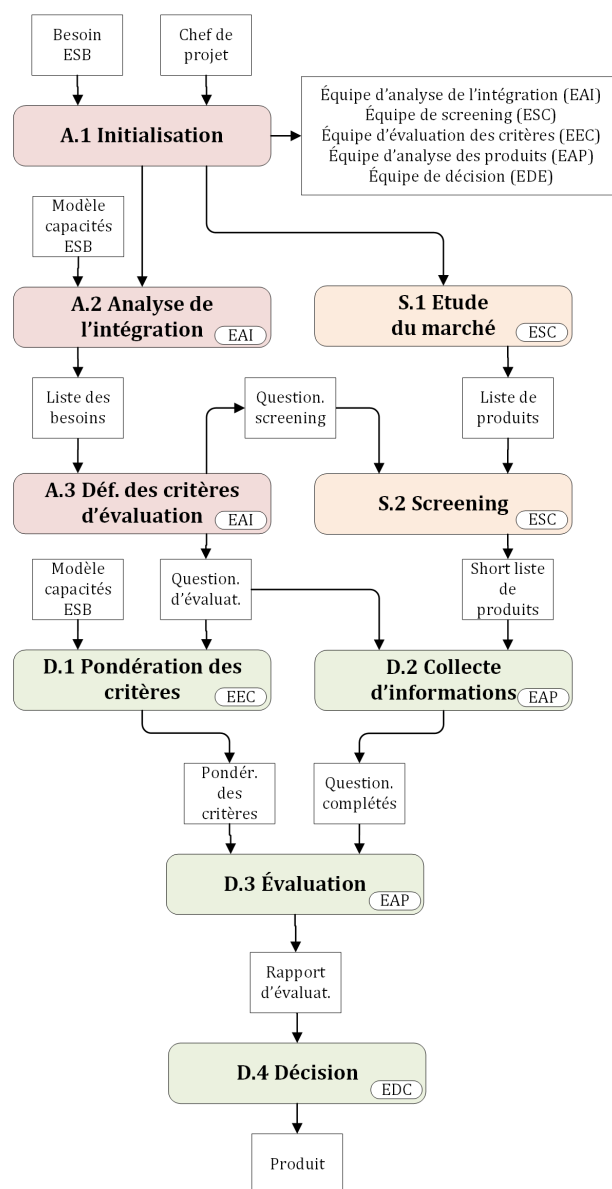 Besoin
ESB
Chef de
projet
A.1 Initialisation
Équipe d'analyse de l'intégration (EAI)
Équipe de screening (ESC)
Équipe d'évaluation des critères (EEC)
Équipe d'analyse des produits (EAP)
Équipe de décision (EDE)
Modèle
capacités
ESB
A.2 Analyse de
l'intégration
EAI
S.1 Etude
du marché
ESC
Liste des
besoins
Question.
screening
Liste de
produits
A.3 Déf. des critères
d'évaluation
EAI
S.2 Screening
ESC
Modèle
capacités
ESB
Question.
d'évaluat.
Short liste
de
produits
D.1 Pondération des
critères
EEC
D.2 Collecte
d'informations
EAP
Pondér.
des
critères
Question.
complétés
D.3 Évaluation
EAP
Rapport
d'évaluat.
D.4 Décision
EDC
Produit